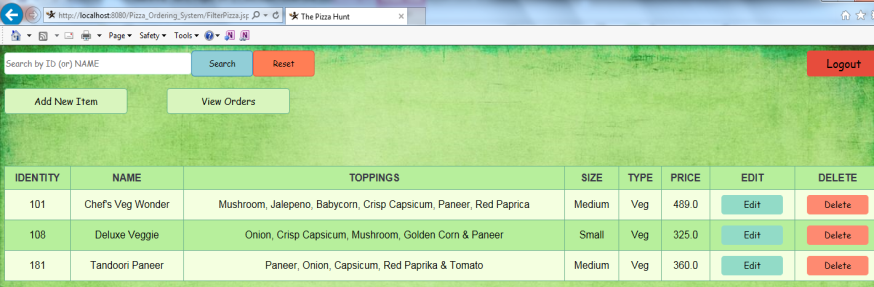 http://localhost:8080/Pizza_Ordering_System/FilterPizza.jsp
The Pizza Hunt
Page Safety Tools
Search by ID (or) NAME Search Reset Logout
Add New Item View Orders
IDENTITY NAME TOPPINGS SIZE TYPE PRICE EDIT DELETE
101 Chef's Veg Wonder Mushroom, Jalepeno, Babycorn, Crisp Capsicum, Paneer, Red Paprica Medium Veg 489.0 Edit Delete
108 Deluxe Veggie Onion, Crisp Capsicum, Mushroom, Golden Corn & Paneer Small Veg 325.0 Edit Delete
181 Tandoori Paneer Paneer, Onion, Capsicum, Red Paprika & Tomato Medium Veg 360.0 Edit Delete